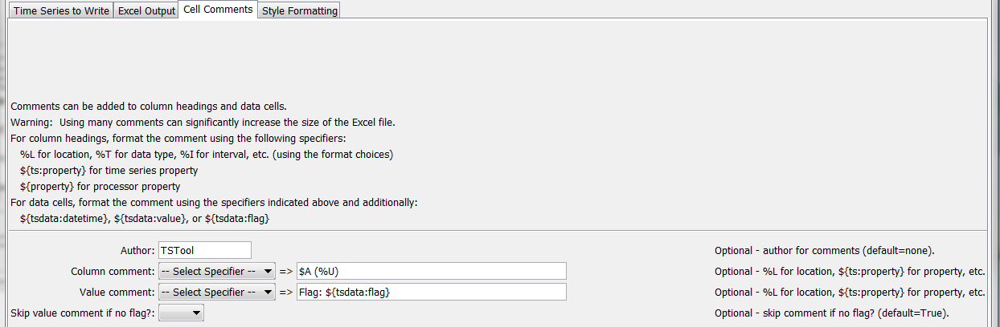 Time Series to Write Excel Output Cell Comments Style Formatting
Comments can be added to column headings and data cells.
Warning:  Using many comments can significantly increase the size of the Excel file.
For column headings, format the comment using the following specifiers:
%L for location, %T for data type, %I for interval, etc. (using the format choices)
${ts:property} for time series property
${property} for processor property
For data cells, format the comment using the specifiers indicated above and additionally:
${tsdata:datetime}, ${tsdata:value}, or ${tsdata:flag}
Author: TSTool Optional - author for comments (default=none).
Column comment: -- Select Specifier -- => $A (%U) Optional - %L for location, ${ts:property} for property, etc.
Value comment: -- Select Specifier -- => Flag: ${tsdata:flag} Optional - %L for location, ${ts:property} for property, etc.
Skip value comment if no flag?: Optional - skip comment if no flag? (default=True).